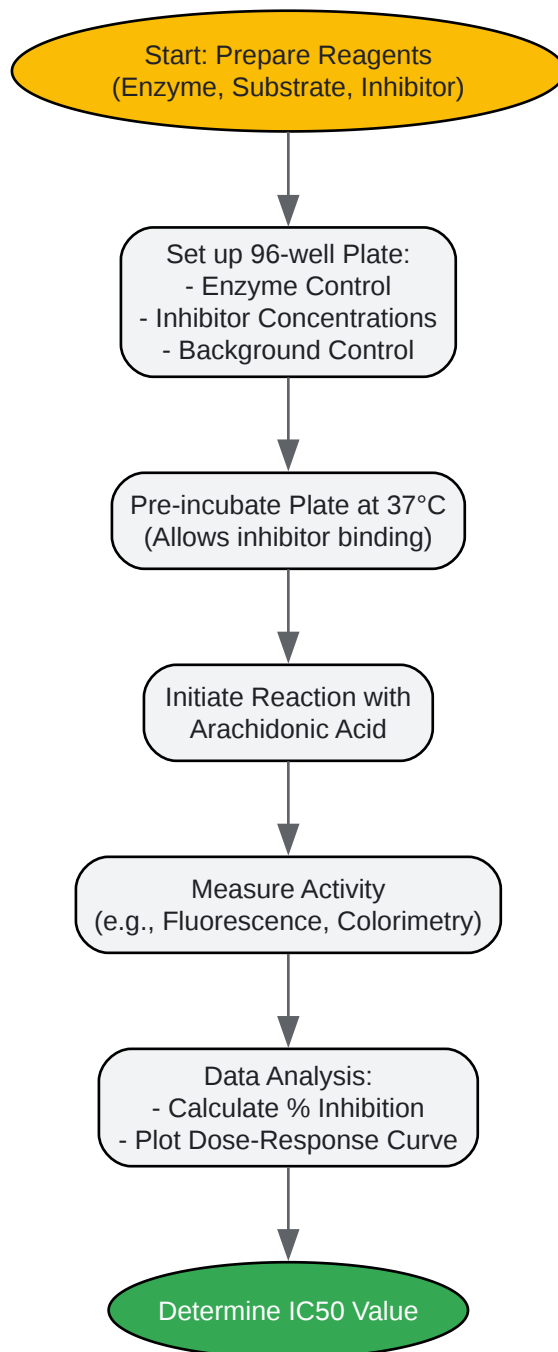 Start: Prepare Reagents
(Enzyme, Substrate, Inhibitor)
Set up 96-well Plate:
- Enzyme Control
- Inhibitor Concentrations
- Background Control
Pre-incubate Plate at 37°C
(Allows inhibitor binding)
Initiate Reaction with
Arachidonic Acid
Measure Activity
(e.g., Fluorescence, Colorimetry)
Data Analysis:
- Calculate % Inhibition
- Plot Dose-Response Curve
Determine IC50 Value